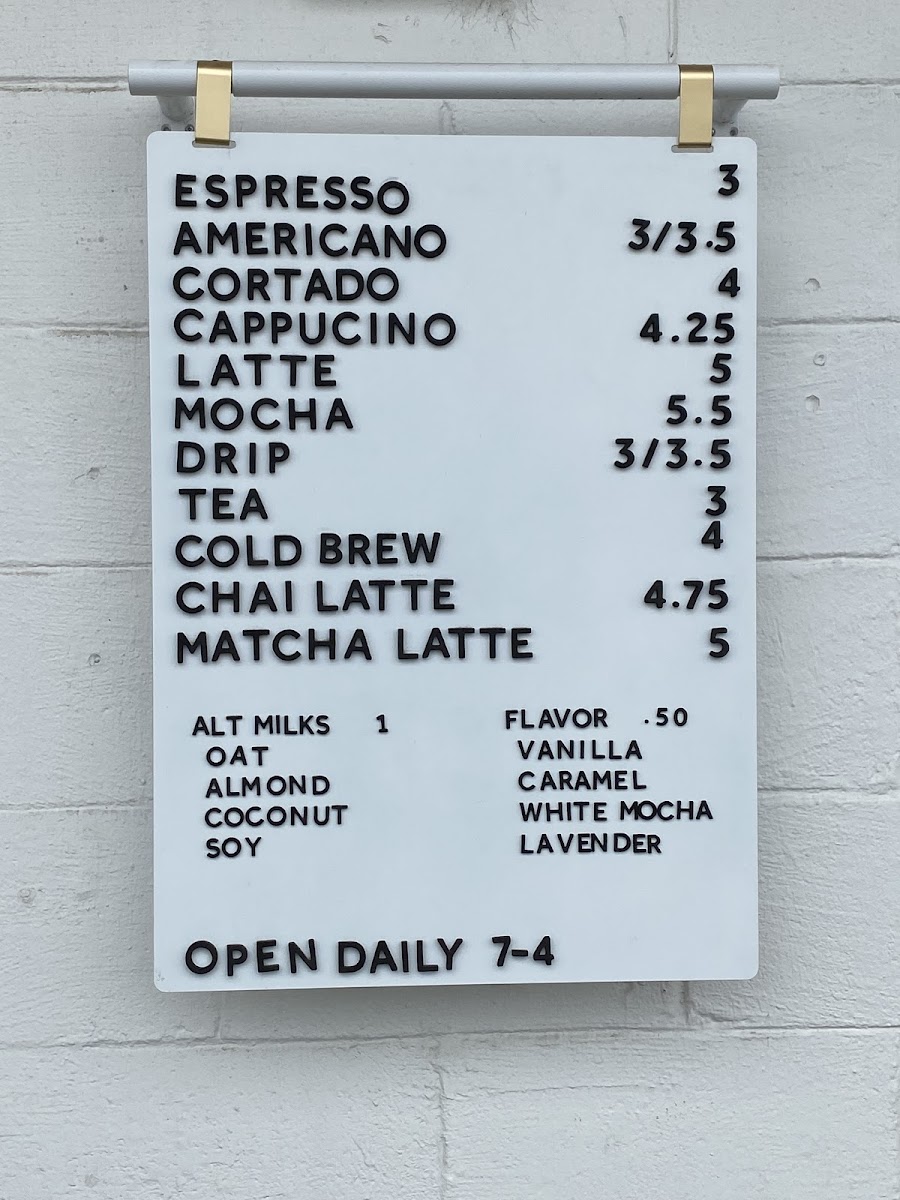 ESPRESSO 3
AMERICANO 3/3.5
CORTADO 4
CAPPUCINO 4.25
LATTE 5
MOCHA 5.5
DRIP 3/3.5
TEA 3
COLD BREW 4
CHAI LATTE 4.75
MATCHA LATTE 5
ALT MILKS 1
OAT
ALMOND
COCONUT
SOY
FLAVOR .50
VANILLA
CARAMEL
WHITE MOCHA
LAVENDER
OPEN DAILY 7-4